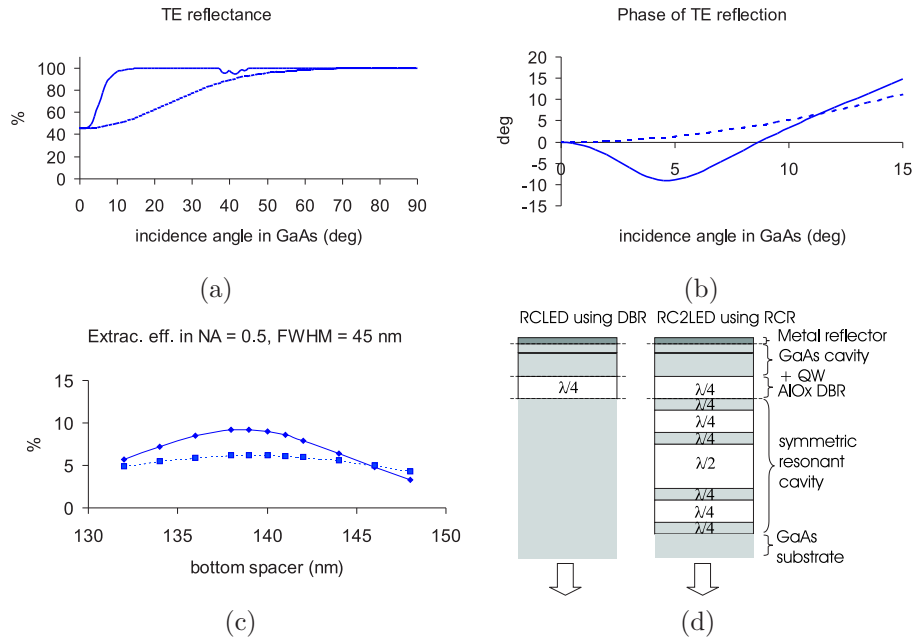 TE reflectance
100
80
60
40
20
0
%
0 10 20 30 40 50 60 70 80 90
incidence angle in GaAs (deg)
(a)
Phase of TE reflection
20
15
10
5
0
-5
-10
-15
deg
0 5 10 15
incidence angle in GaAs (deg)
(b)
Extrac. eff. in NA = 0.5, FWHM = 45 nm
15
10
5
0
%
130 135 140 145 150
bottom spacer (nm)
(c)
RCLED using DBR
RC2LED using RCR
λ/4
λ/4
λ/4
λ/4
λ/4
λ/2
λ/4
λ/4
λ/4
Metal reflector
GaAs cavity
+ QW
AlOx DBR
symmetric
resonant
cavity
GaAs
substrate
(d)